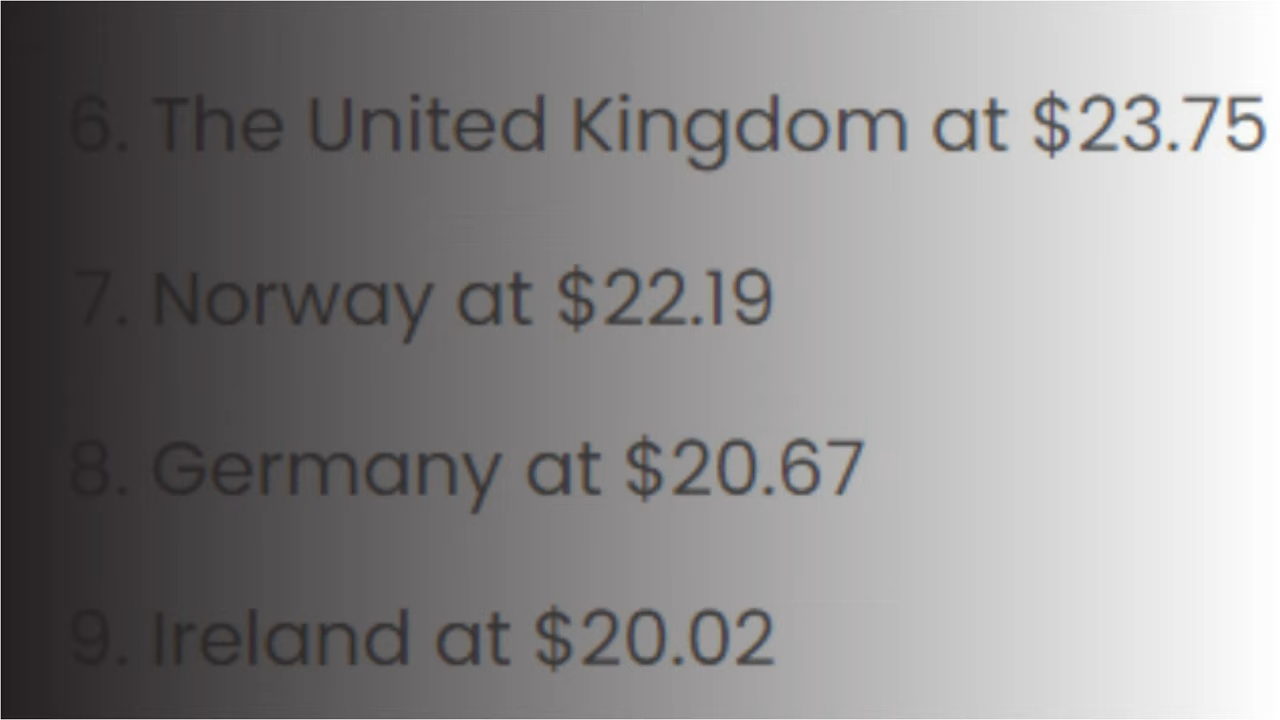 6. The United Kingdom at $23.75
7. Norway at $22.19
8. Germany at $20.67
9. Ireland at $20.02